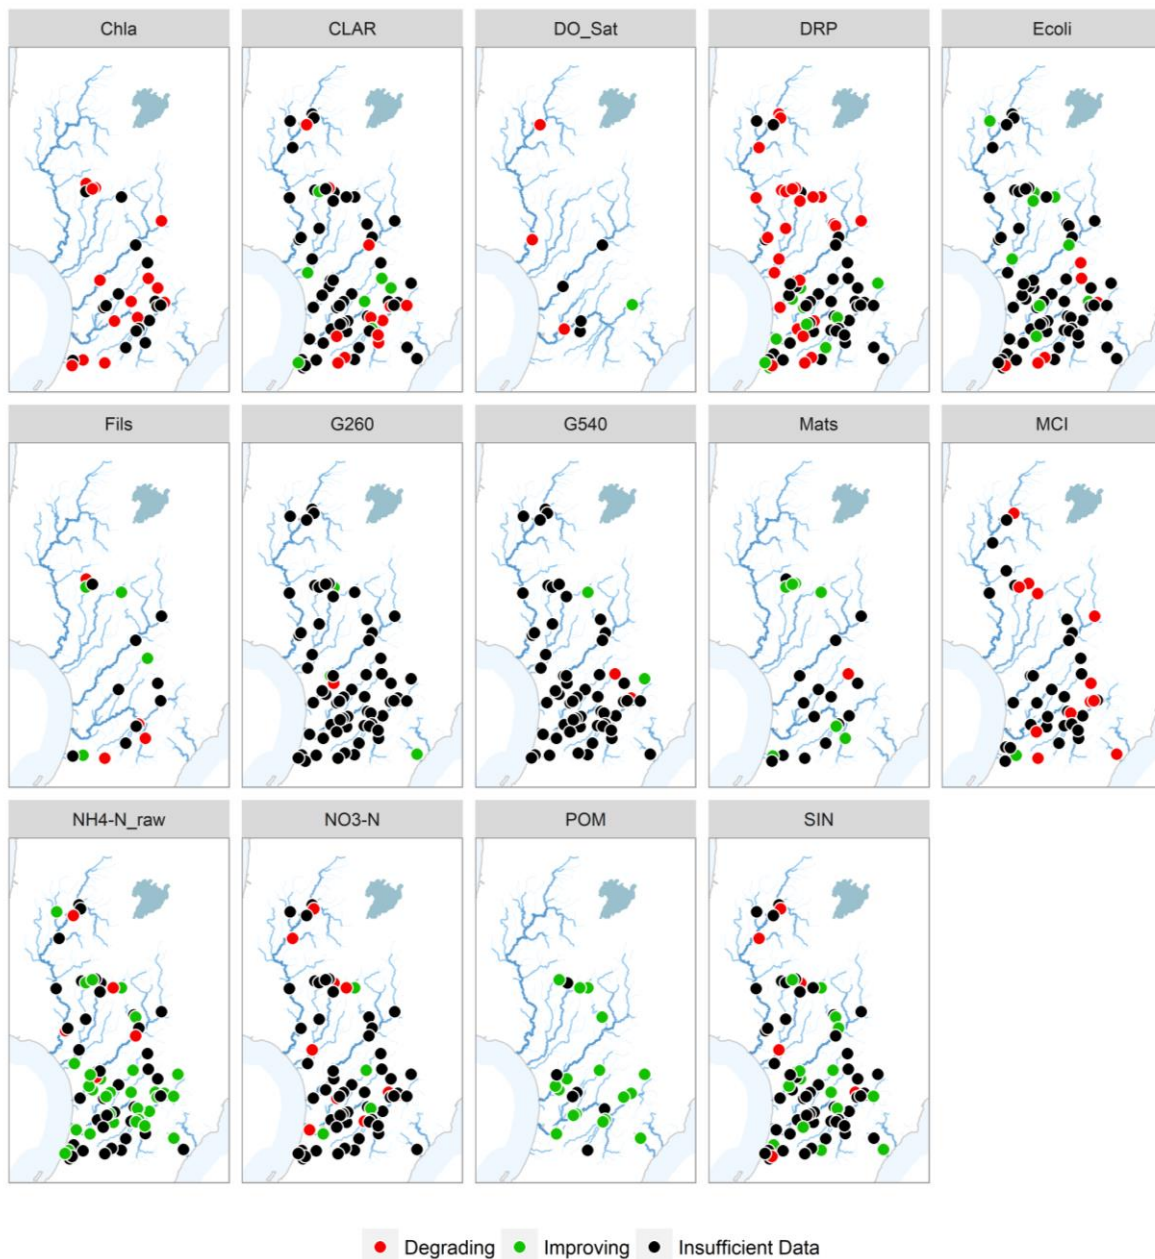 Chla CLAR DO_Sat DRP Ecoli
Fils G260 G540 Mats MCI
NH4-N_raw NO3-N POM SIN
Degrading Improving Insufficient Data